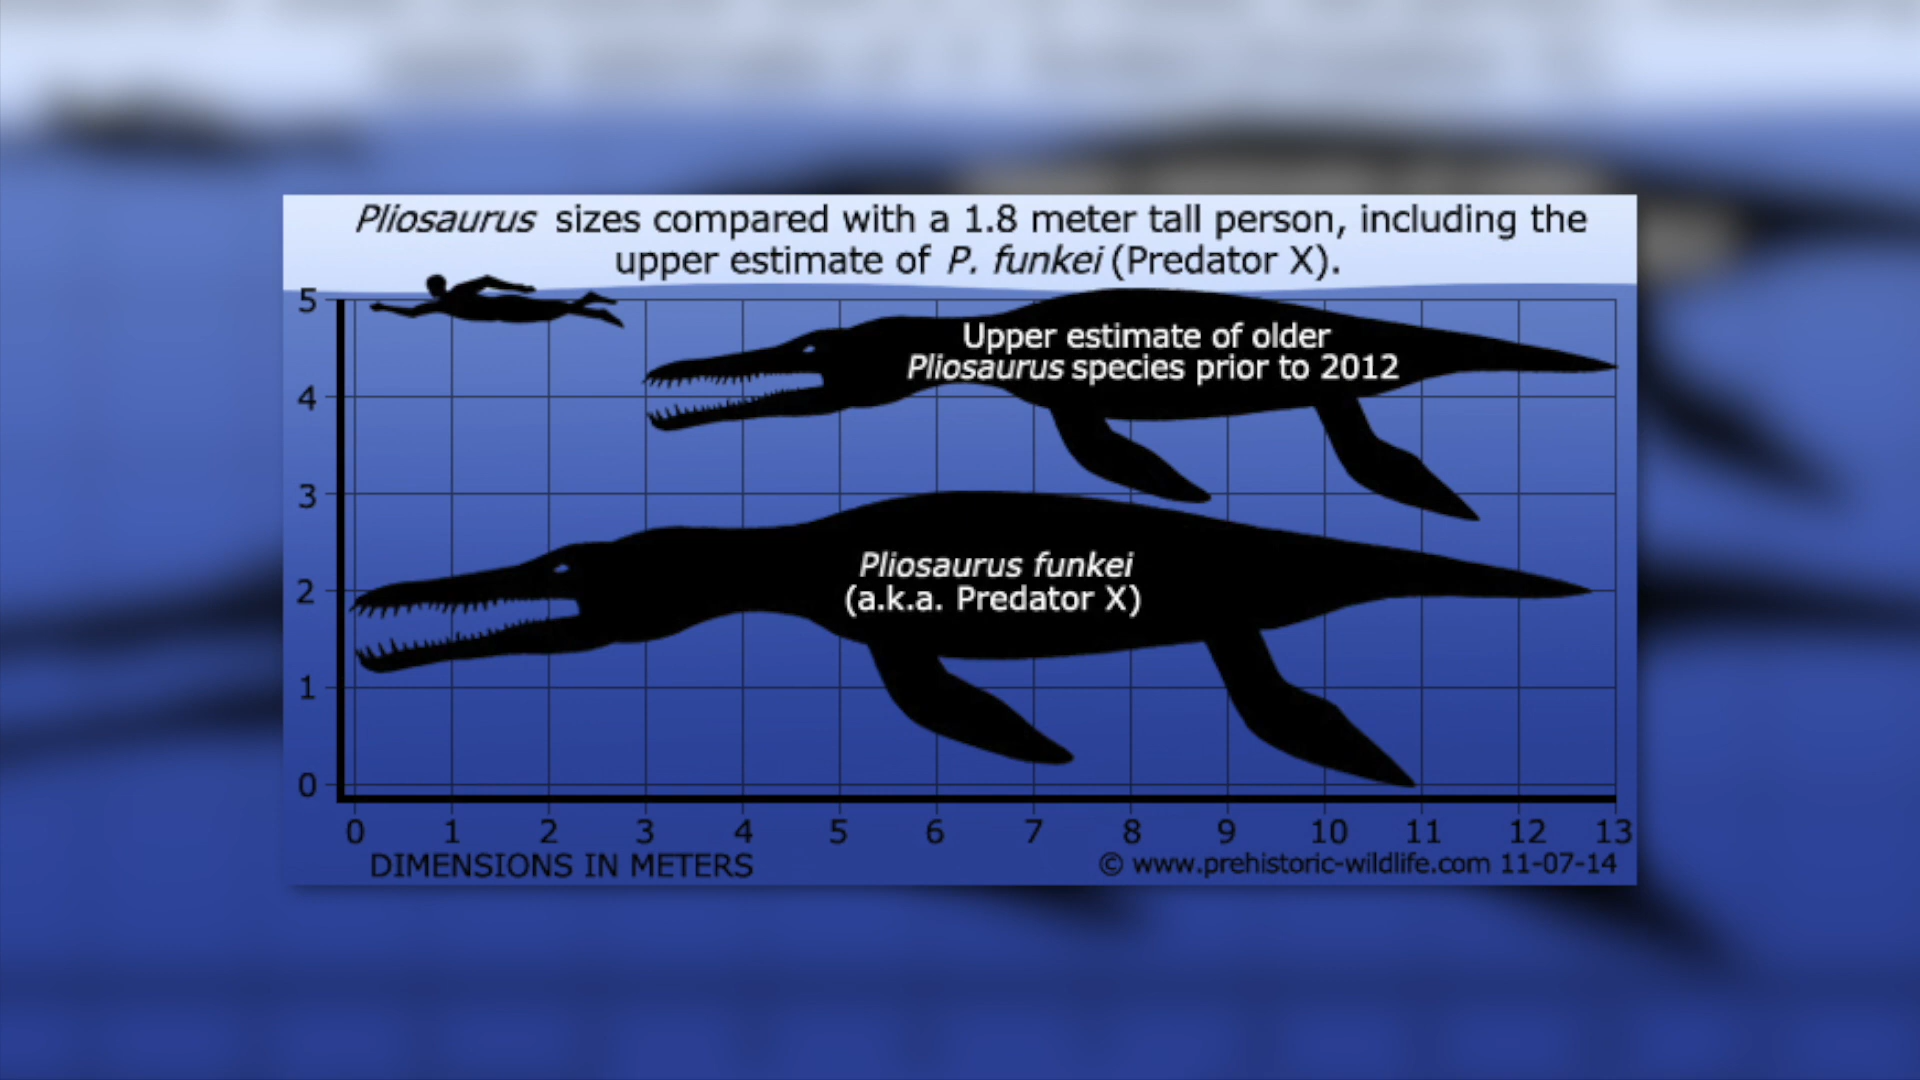 Pliosaurus sizes compared with a 1.8 meter tall person, including the
upper estimate of P. funkei (Predator X).
5
Upper estimate of older
Pliosaurus species prior to 2012
4
3
Pliosaurus funkei
2
(a.k.a. Predator X)
1
0
0 1 2 3 4 5 6 7 8 9 10 11 12 13
DIMENSIONS IN METERS
© www.prehistoric-wildlife.com 11-07-14